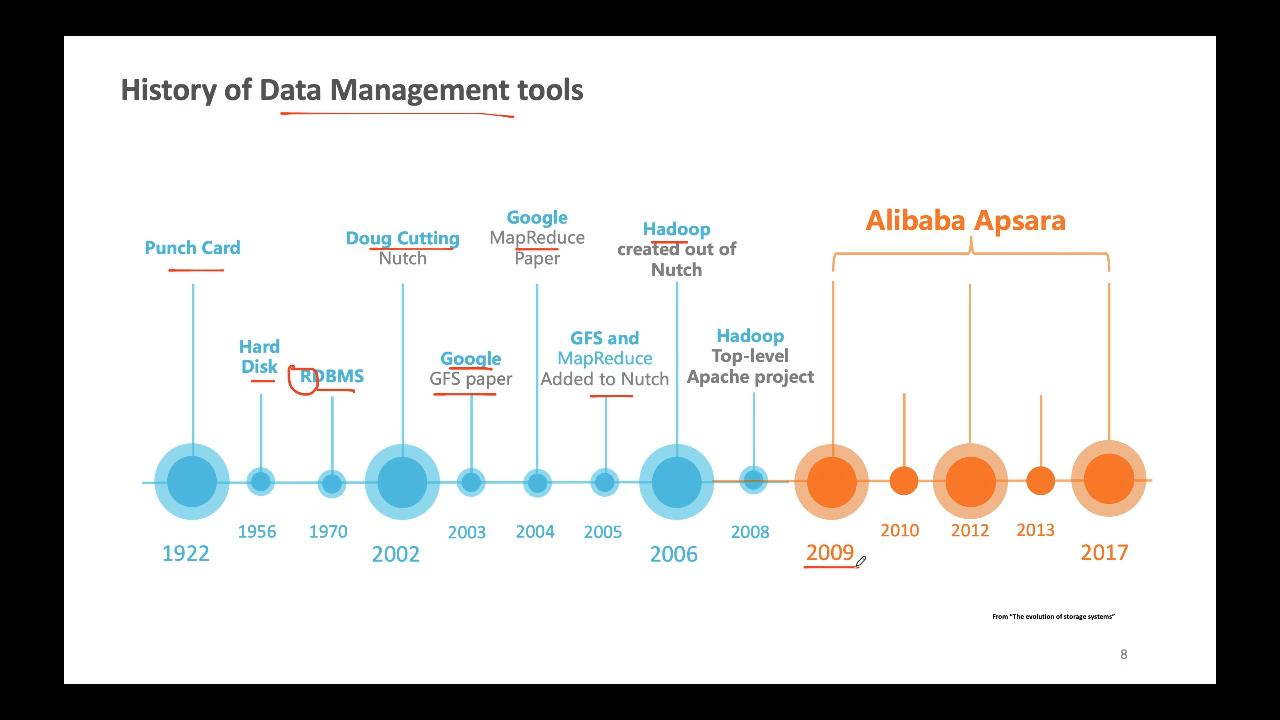 History of Data Management tools
Punch Card
Hard
Disk
RDBMS
Doug Cutting
Nutch
Google
GFS paper
Google
MapReduce
Paper
GFS and
MapReduce
Added to Nutch
Hadoop
created out of
Nutch
Hadoop
Top-level
Apache project
Alibaba Apsara
1922
1956
1970
2002
2003
2004
2005
2006
2008
2009
2010
2012
2013
2017
From “The evolution of storage systems”
8